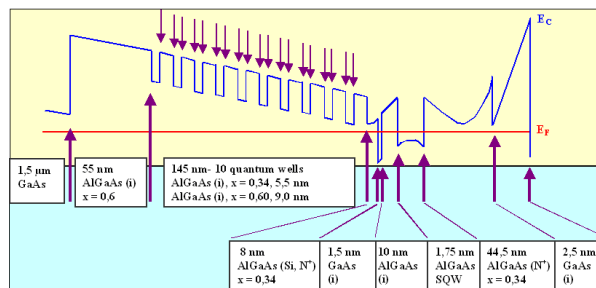 E_C
E_F
1,5 µm
GaAs
55 nm
AlGaAs (i)
x = 0,6
145 nm- 10 quantum wells
AlGaAs (i), x = 0,34, 5,5 nm
AlGaAs (i), x = 0,60, 9,0 nm
8 nm
AlGaAs (Si, N⁺)
x = 0,34
1,5 nm
GaAs
(i)
10 nm
AlGaAs
(i)
1,75 nm
AlGaAs
SQW
44,5 nm
AlGaAs (N⁺)
x = 0,34
2,5 nm
GaAs
(i)